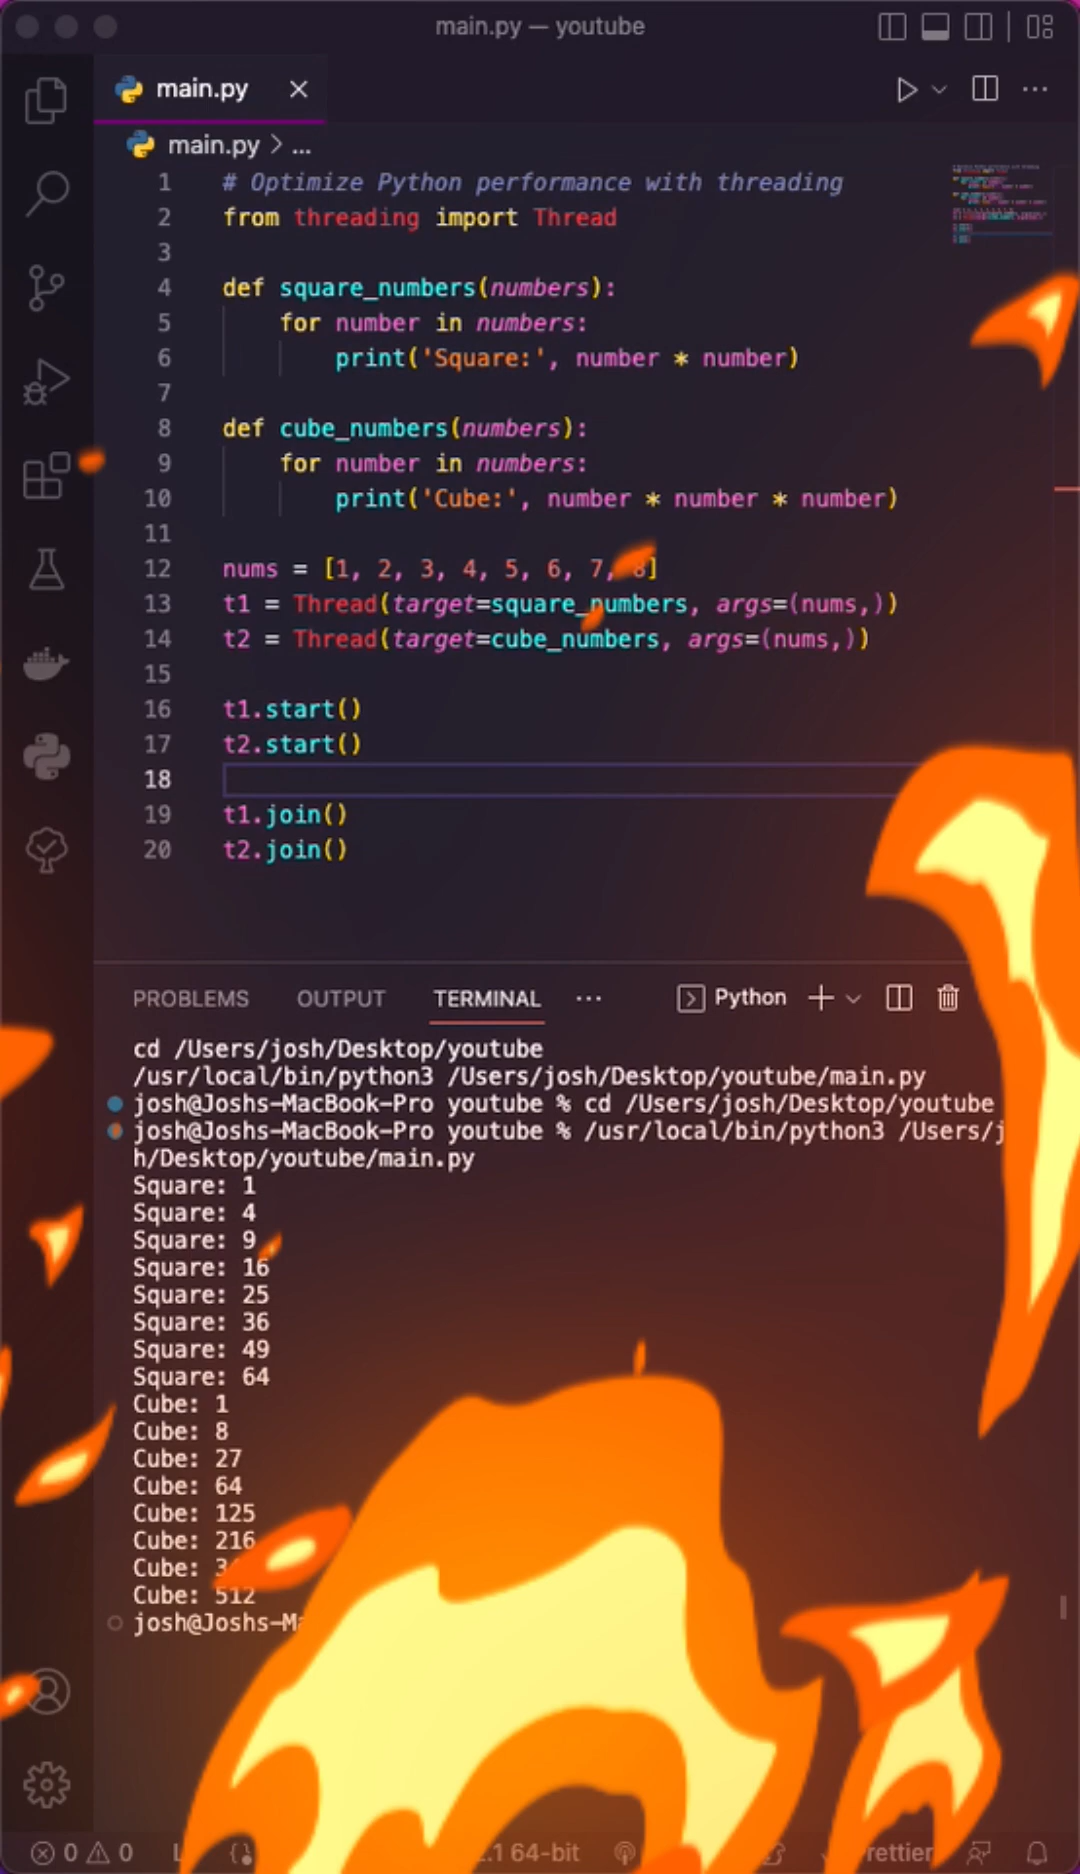 main.py — youtube
main.py
main.py > ...
1 # Optimize Python performance with threading
2 from threading import Thread
3
4 def square_numbers(numbers):
5 for number in numbers:
6 print('Square:', number * number)
7
8 def cube_numbers(numbers):
9 for number in numbers:
10 print('Cube:', number * number * number)
11
12 nums = [1, 2, 3, 4, 5, 6, 7, 8]
13 t1 = Thread(target=square_numbers, args=(nums,))
14 t2 = Thread(target=cube_numbers, args=(nums,))
15
16 t1.start()
17 t2.start()
18
19 t1.join()
20 t2.join()
PROBLEMS OUTPUT TERMINAL ... Python
cd /Users/josh/Desktop/youtube
/usr/local/bin/python3 /Users/josh/Desktop/youtube/main.py
josh@Joshs-MacBook-Pro youtube % cd /Users/josh/Desktop/youtube
josh@Joshs-MacBook-Pro youtube % /usr/local/bin/python3 /Users/j
h/Desktop/youtube/main.py
Square: 1
Square: 4
Square: 9
Square: 16
Square: 25
Square: 36
Square: 49
Square: 64
Cube: 1
Cube: 8
Cube: 27
Cube: 64
Cube: 125
Cube: 216
Cube:
Cube: 512
josh@Joshs-Ma
0 0 64-bit